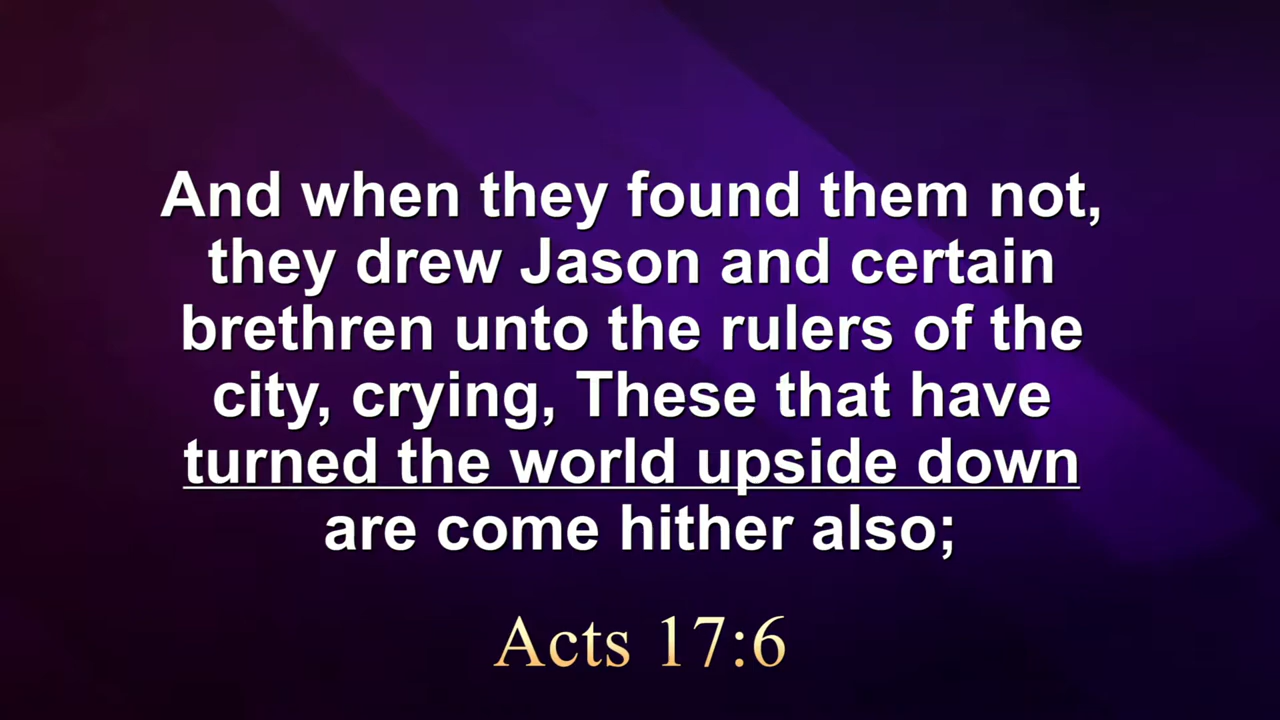 And when they found them not,
they drew Jason and certain
brethren unto the rulers of the
city, crying, These that have
turned the world upside down
are come hither also;
Acts 17:6